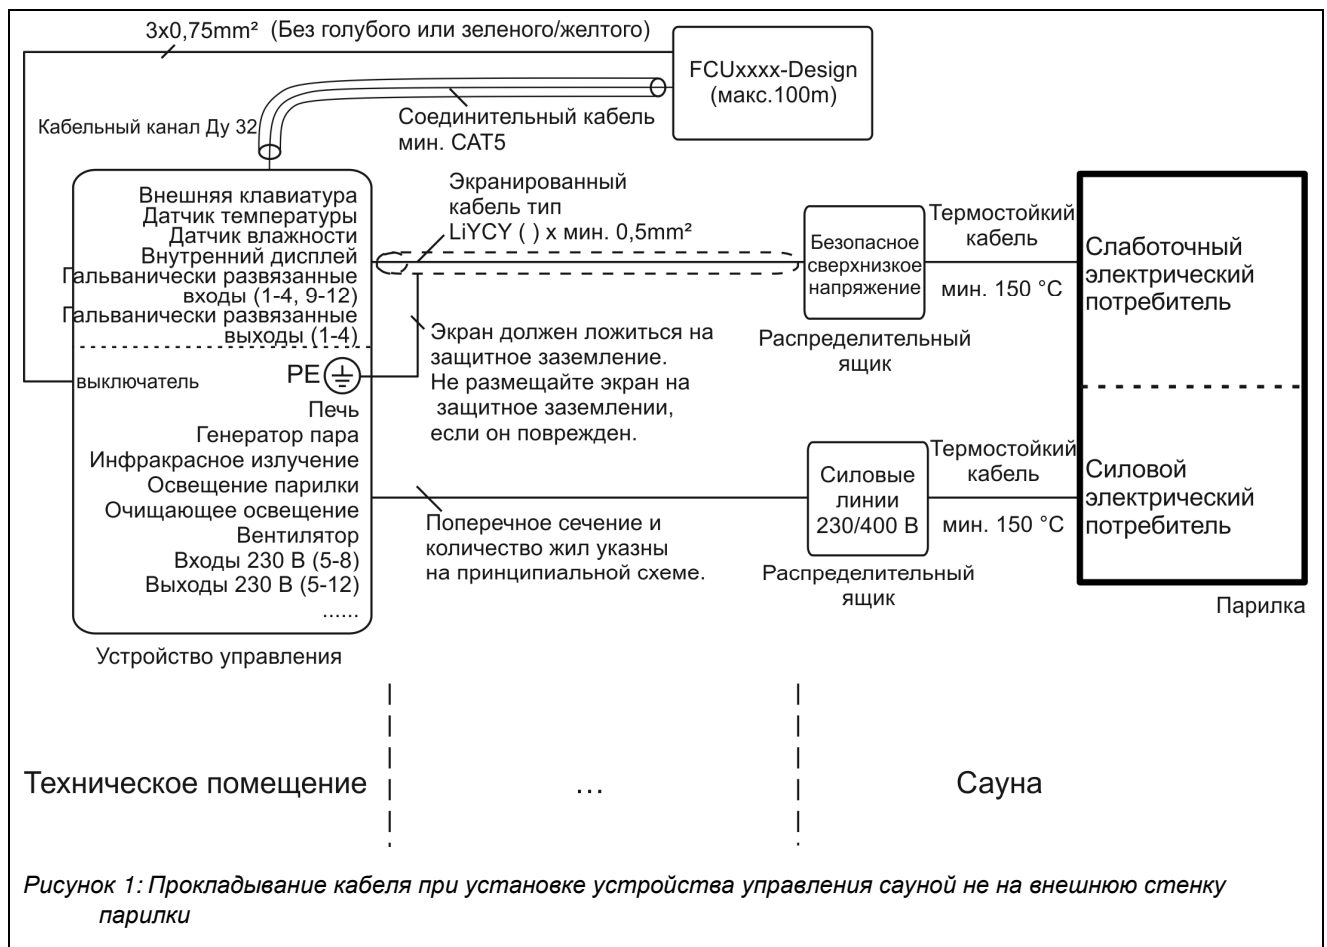 3x0,75mm² (Без голубого или зеленого/желтого)
FCUxxxx-Design
(макс.100m)
Соединительный кабель
мин. CAT5
Кабельный канал Ду 32
Внешняя клавиатура
Датчик температуры
Датчик влажности
Внутренний дисплей
Гальванически развязанные
входы (1-4, 9-12)
Гальванически развязанные
выходы (1-4)
выключатель
PE
Печь
Генератор пара
Инфракрасное излучение
Освещение парилки
Очищающее освещение
Вентилятор
Входы 230 В (5-8)
Выходы 230 В (5-12)
......
Устройство управления
Экранированный
кабель тип
LiYCY ( ) x мин. 0,5mm²
Экран должен ложиться на
защитное заземление.
Не размещайте экран на
защитное заземлении,
если он поврежден.
Поперечное сечение и
количество жил указны
на принципиальной схеме.
Безопасное
сверхнизкое
напряжение
Распределительный
ящик
Термостойкий
кабель
мин. 150 °C
Слаботочный
электрический
потребитель
Силовые
линии
230/400 В
Распределительный
ящик
Термостойкий
кабель
мин. 150 °C
Силовой
электрический
потребитель
Парилка
Техническое помещение
...
Сауна
Рисунок 1: Прокладывание кабеля при установке устройства управления сауной не на внешнюю стенку
парилки